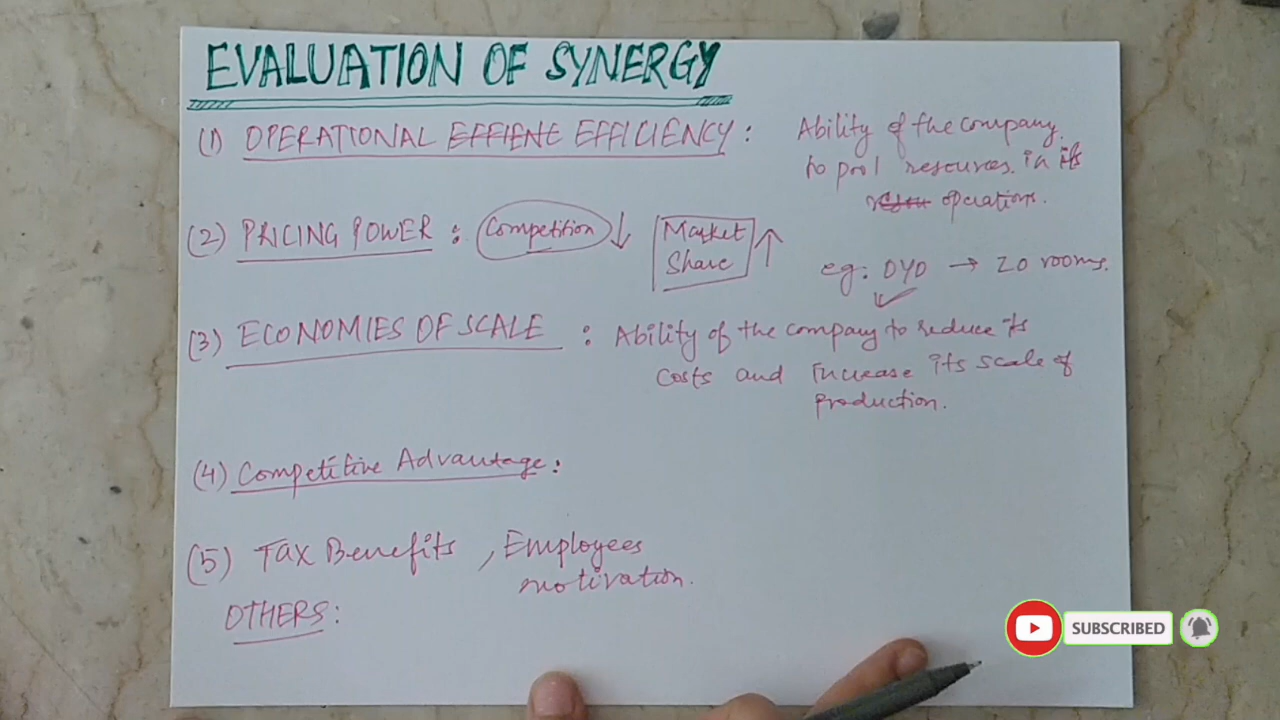 EVALUATION OF SYNERGY
(1) OPERATIONAL EFFIENT EFFICIENCY : Ability of the company
to pool resources in its
operations.
(2) PRICING POWER : Competition ↓ Market Share ↑
eg: OYO → ZO rooms.
(3) ECONOMIES OF SCALE : Ability of the company to reduce its
costs and increase its scale of
production.
(4) Competitive Advantage :
(5) Tax Benefits , Employees
motivation.
OTHERS :
SUBSCRIBED